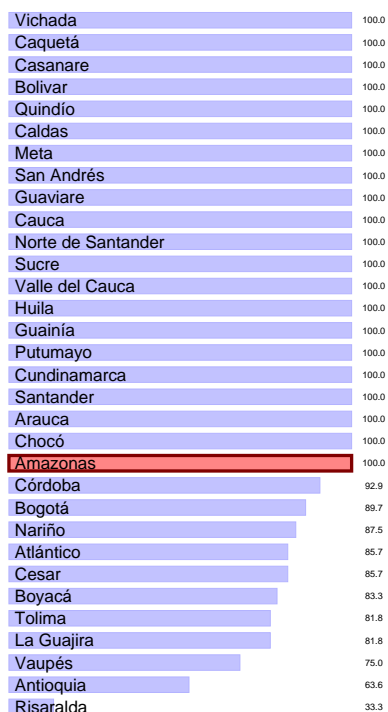 Vichada 100.0
Caquetá 100.0
Casanare 100.0
Bolivar 100.0
Quindío 100.0
Caldas 100.0
Meta 100.0
San Andrés 100.0
Guaviare 100.0
Cauca 100.0
Norte de Santander 100.0
Sucre 100.0
Valle del Cauca 100.0
Huila 100.0
Guainía 100.0
Putumayo 100.0
Cundinamarca 100.0
Santander 100.0
Arauca 100.0
Chocó 100.0
Amazonas 100.0
Córdoba 92.9
Bogotá 89.7
Nariño 87.5
Atlántico 85.7
Cesar 85.7
Boyacá 83.3
Tolima 81.8
La Guajira 81.8
Vaupés 75.0
Antioquia 63.6
Risaralda 33.3